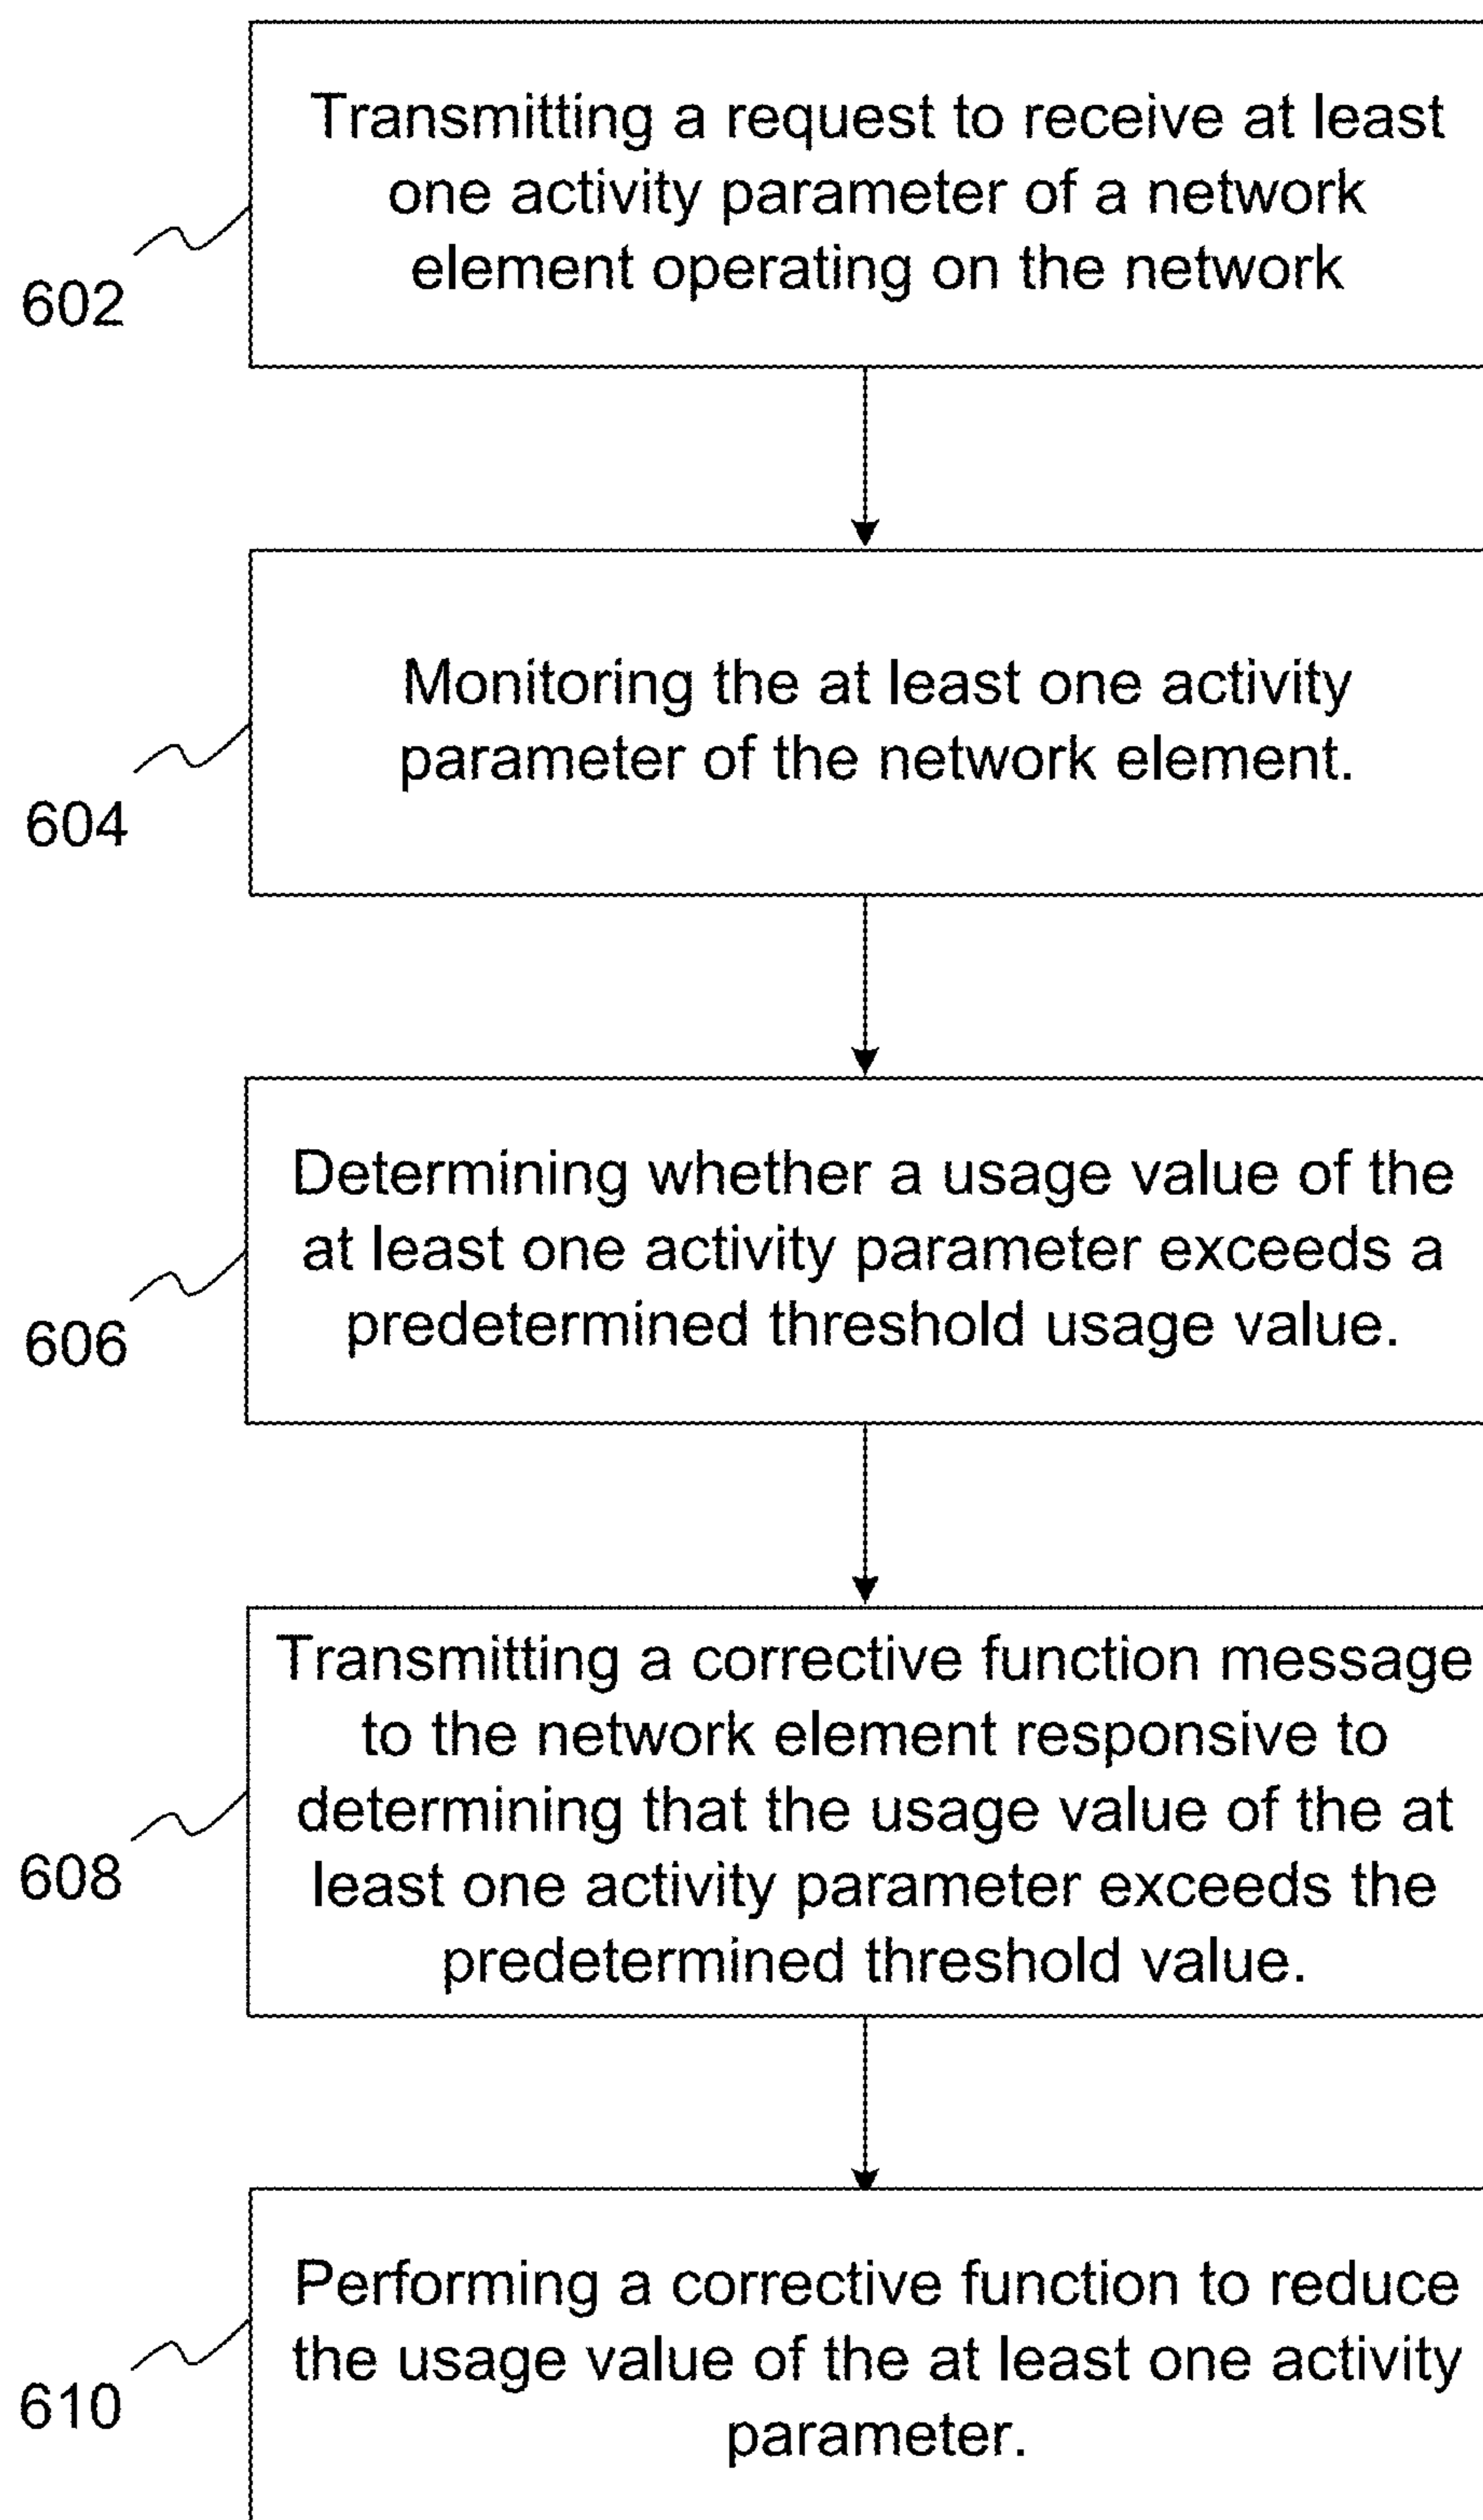 Transmitting a request to receive at least
one activity parameter of a network
element operating on the network
602
Monitoring the at least one activity
parameter of the network element.
604
Determining whether a usage value of the
at least one activity parameter exceeds a
predetermined threshold usage value.
606
Transmitting a corrective function message
to the network element responsive to
determining that the usage value of the at
least one activity parameter exceeds the
predetermined threshold value.
608
Performing a corrective function to reduce
the usage value of the at least one activity
parameter.
610